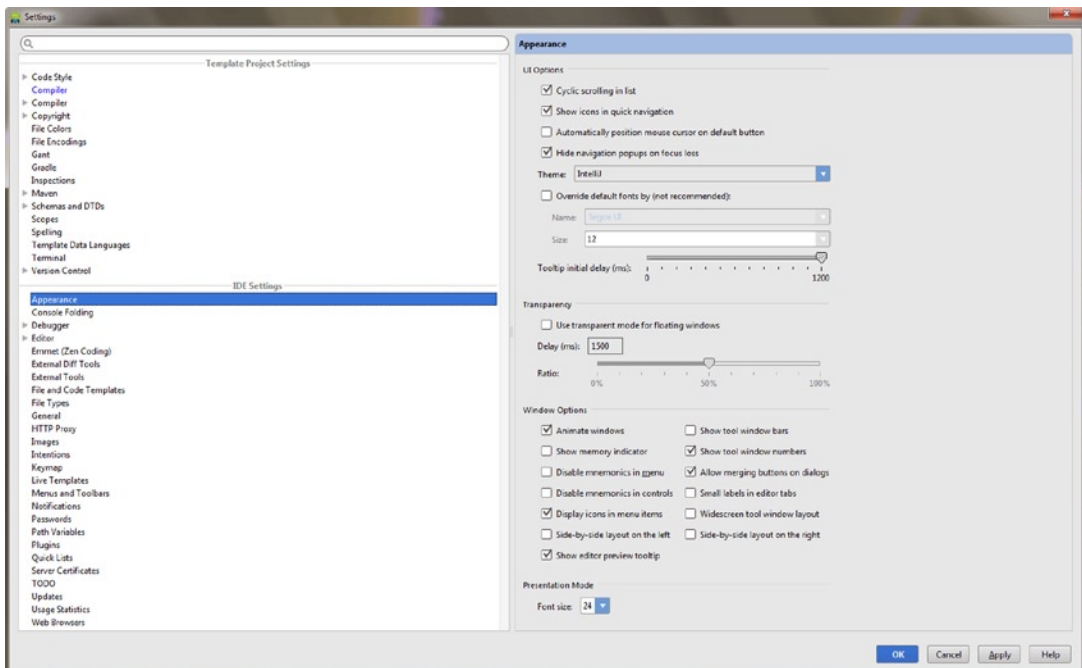 Settings
Template Project Settings
Code Style
Compiler
Compiler
Copyright
File Colors
File Encodings
Gant
Gradle
Inspections
Maven
Schemas and DTDs
Scopes
Spelling
Template Data Languages
Terminal
Version Control
IDE Settings
Appearance
Console Folding
Debugger
Editor
Emmet (Zen Coding)
External Diff Tools
External Tools
File and Code Templates
File Types
General
HTTP Proxy
Images
Intentions
Keymap
Live Templates
Menus and Toolbars
Notifications
Passwords
Path Variables
Plugins
Quick Lists
Server Certificates
TODO
Updates
Usage Statistics
Web Browsers
Appearance
UI Options
Cyclic scrolling in list
Show icons in quick navigation
Automatically position mouse cursor on default button
Hide navigation popups on focus loss
Theme: IntelliJ
Override default fonts by (not recommended):
Name: Segoe UI
Size: 12
Tooltip initial delay (ms):
0 1200
Transparency
Use transparent mode for floating windows
Delay (ms): 1500
Ratio:
0% 50% 100%
Window Options
Animate windows Show tool window bars
Show memory indicator Show tool window numbers
Disable mnemonics in menu Allow merging buttons on dialogs
Disable mnemonics in controls Small labels in editor tabs
Display icons in menu items Widescreen tool window layout
Side-by-side layout on the left Side-by-side layout on the right
Show editor preview tooltip
Presentation Mode
Font size: 24
OK Cancel Apply Help